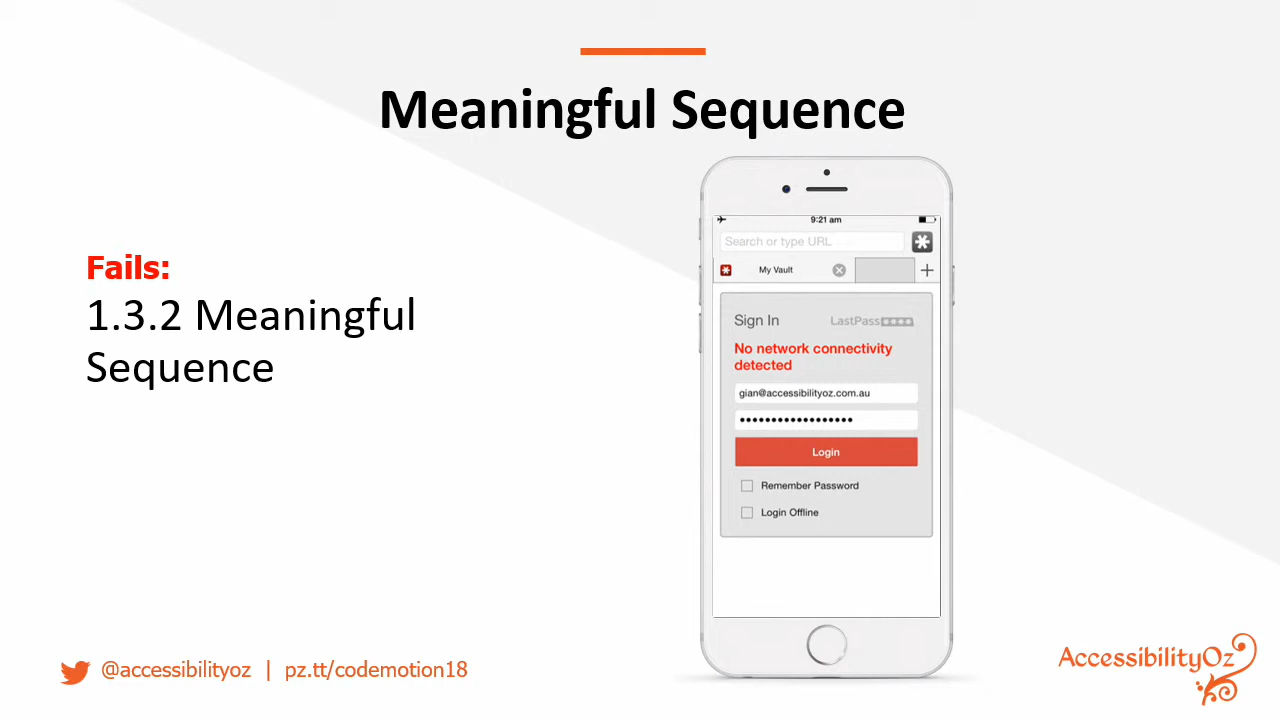 Meaningful Sequence
Fails:
1.3.2 Meaningful
Sequence
9:21 am
Search or type URL
My Vault
Sign In
LastPass
No network connectivity
detected
gian@accessibilityoz.com.au
••••••••••••••••••
Login
Remember Password
Login Offline
@accessibilityoz | pz.tt/codemotion18
AccessibilityOz